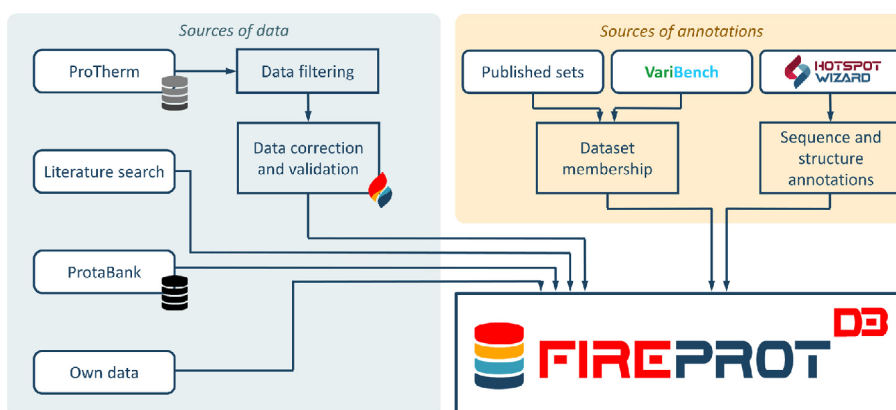 Sources of data
ProTherm
Data filtering
Data correction
and validation
Literature search
ProtaBank
Own data
Sources of annotations
Published sets
VariBench
HOTSPOT
WIZARD
Dataset
membership
Sequence and
structure
annotations
FIREPROT DB